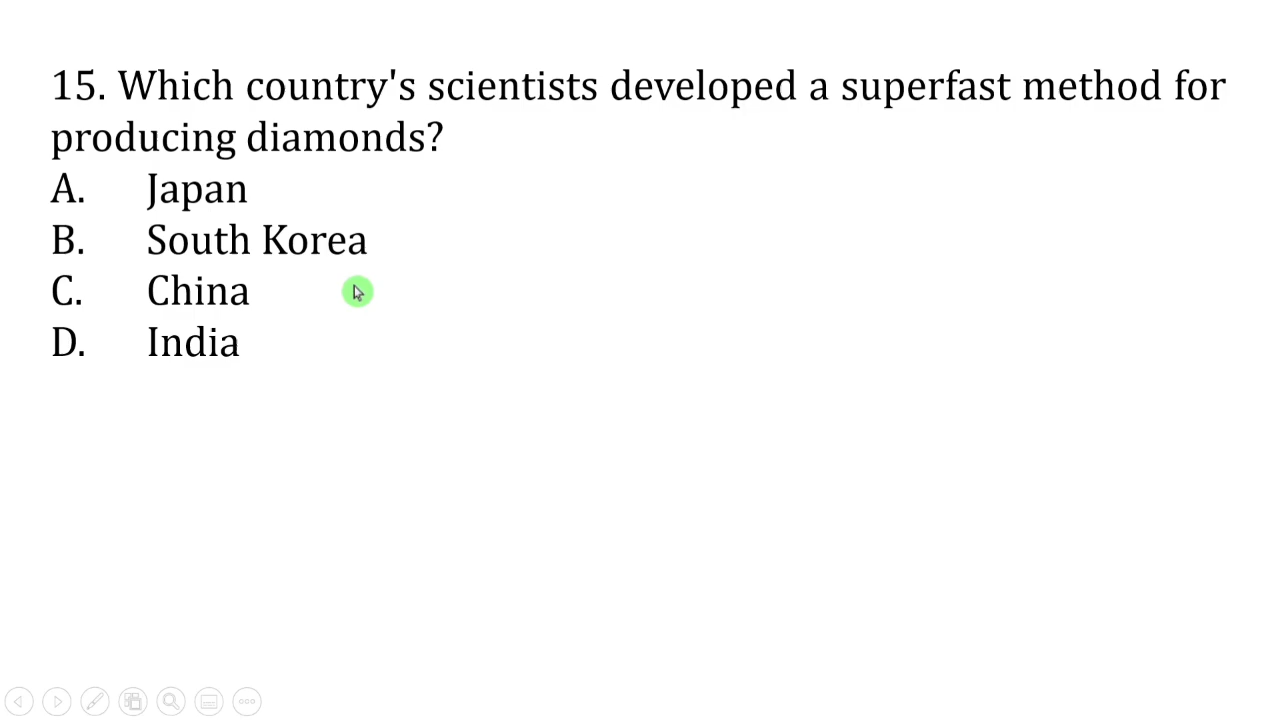 15. Which country's scientists developed a superfast method for
producing diamonds?
A. Japan
B. South Korea
C. China
D. India